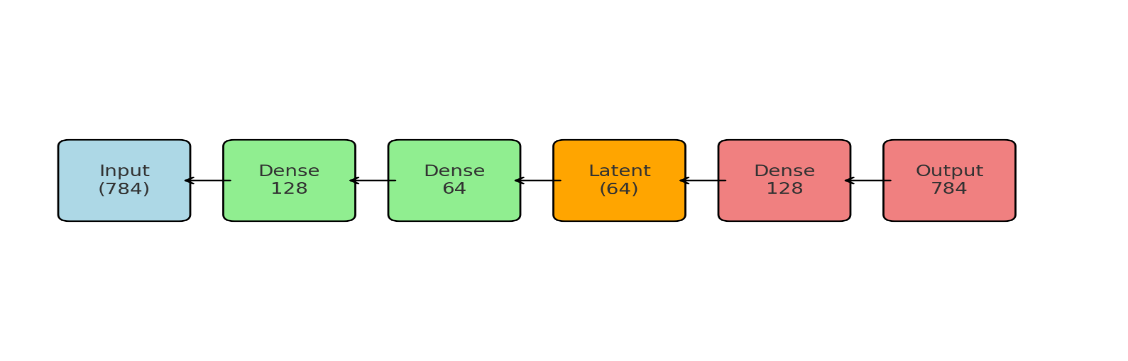 Input
(784)
Dense
128
Dense
64
Latent
(64)
Dense
128
Output
784